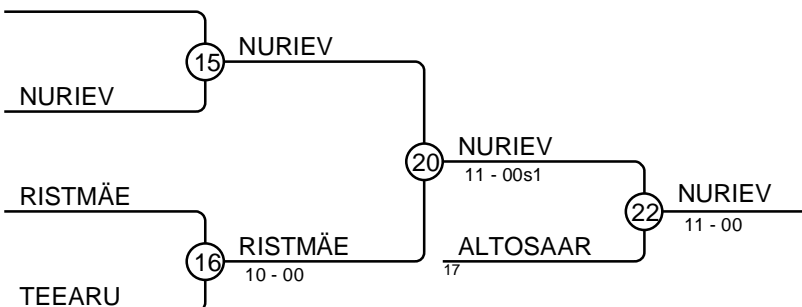 15
NURIEV
NURIEV
20
NURIEV
11 - 00s1
RISTMÄE
22
NURIEV
11 - 00
16
RISTMÄE
10 - 00
ALTOSAAR
17
TEEARU